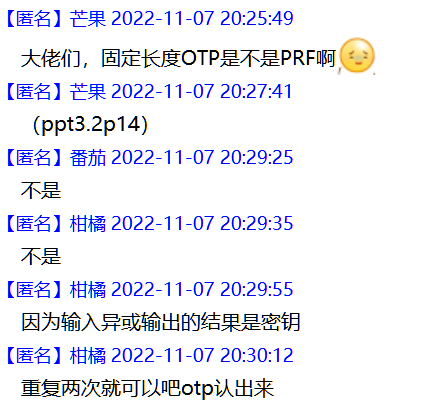 【匿名】芒果 2022-11-07 20:25:49
大佬们，固定长度OTP是不是PRF啊
【匿名】芒果 2022-11-07 20:27:41
（ppt3.2p14）
【匿名】番茄 2022-11-07 20:29:25
不是
【匿名】柑橘 2022-11-07 20:29:35
不是
【匿名】柑橘 2022-11-07 20:29:55
因为输入异或输出的结果是密钥
【匿名】柑橘 2022-11-07 20:30:12
重复两次就可以吧otp认出来